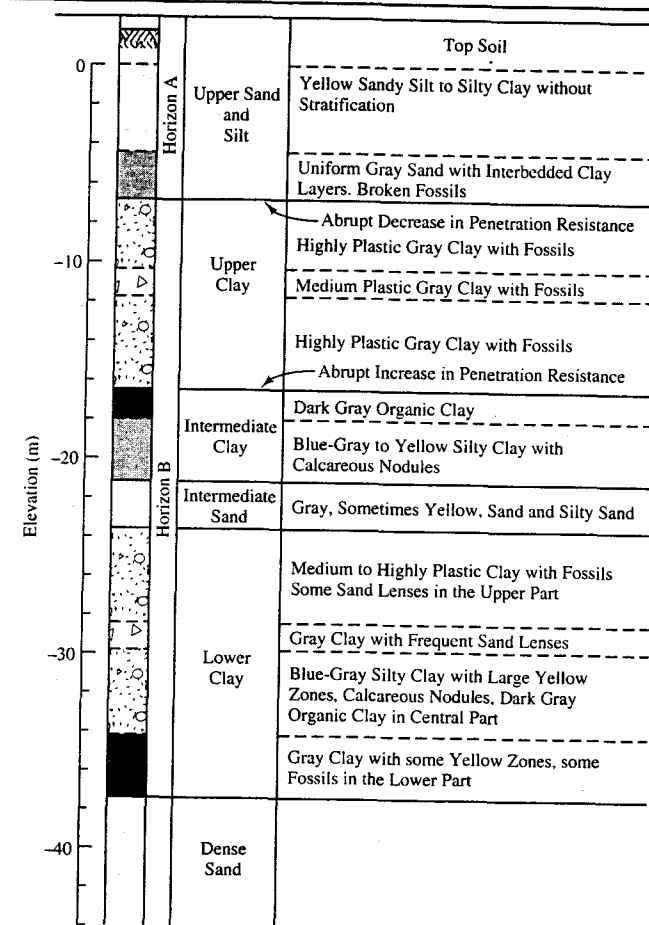 Top Soil
0
Horizon A
Upper Sand
and
Silt
Yellow Sandy Silt to Silty Clay without
Stratification
Uniform Gray Sand with Interbedded Clay
Layers. Broken Fossils
Abrupt Decrease in Penetration Resistance
Highly Plastic Gray Clay with Fossils
-10
Upper
Clay
Medium Plastic Gray Clay with Fossils
Highly Plastic Gray Clay with Fossils
Abrupt Increase in Penetration Resistance
Dark Gray Organic Clay
Intermediate
Clay
Blue-Gray to Yellow Silty Clay with
Calcareous Nodules
-20
Elevation (m)
Horizon B
Intermediate
Sand
Gray, Sometimes Yellow, Sand and Silty Sand
Medium to Highly Plastic Clay with Fossils
Some Sand Lenses in the Upper Part
Gray Clay with Frequent Sand Lenses
-30
Lower
Clay
Blue-Gray Silty Clay with Large Yellow
Zones, Calcareous Nodules, Dark Gray
Organic Clay in Central Part
Gray Clay with some Yellow Zones, some
Fossils in the Lower Part
-40
Dense
Sand